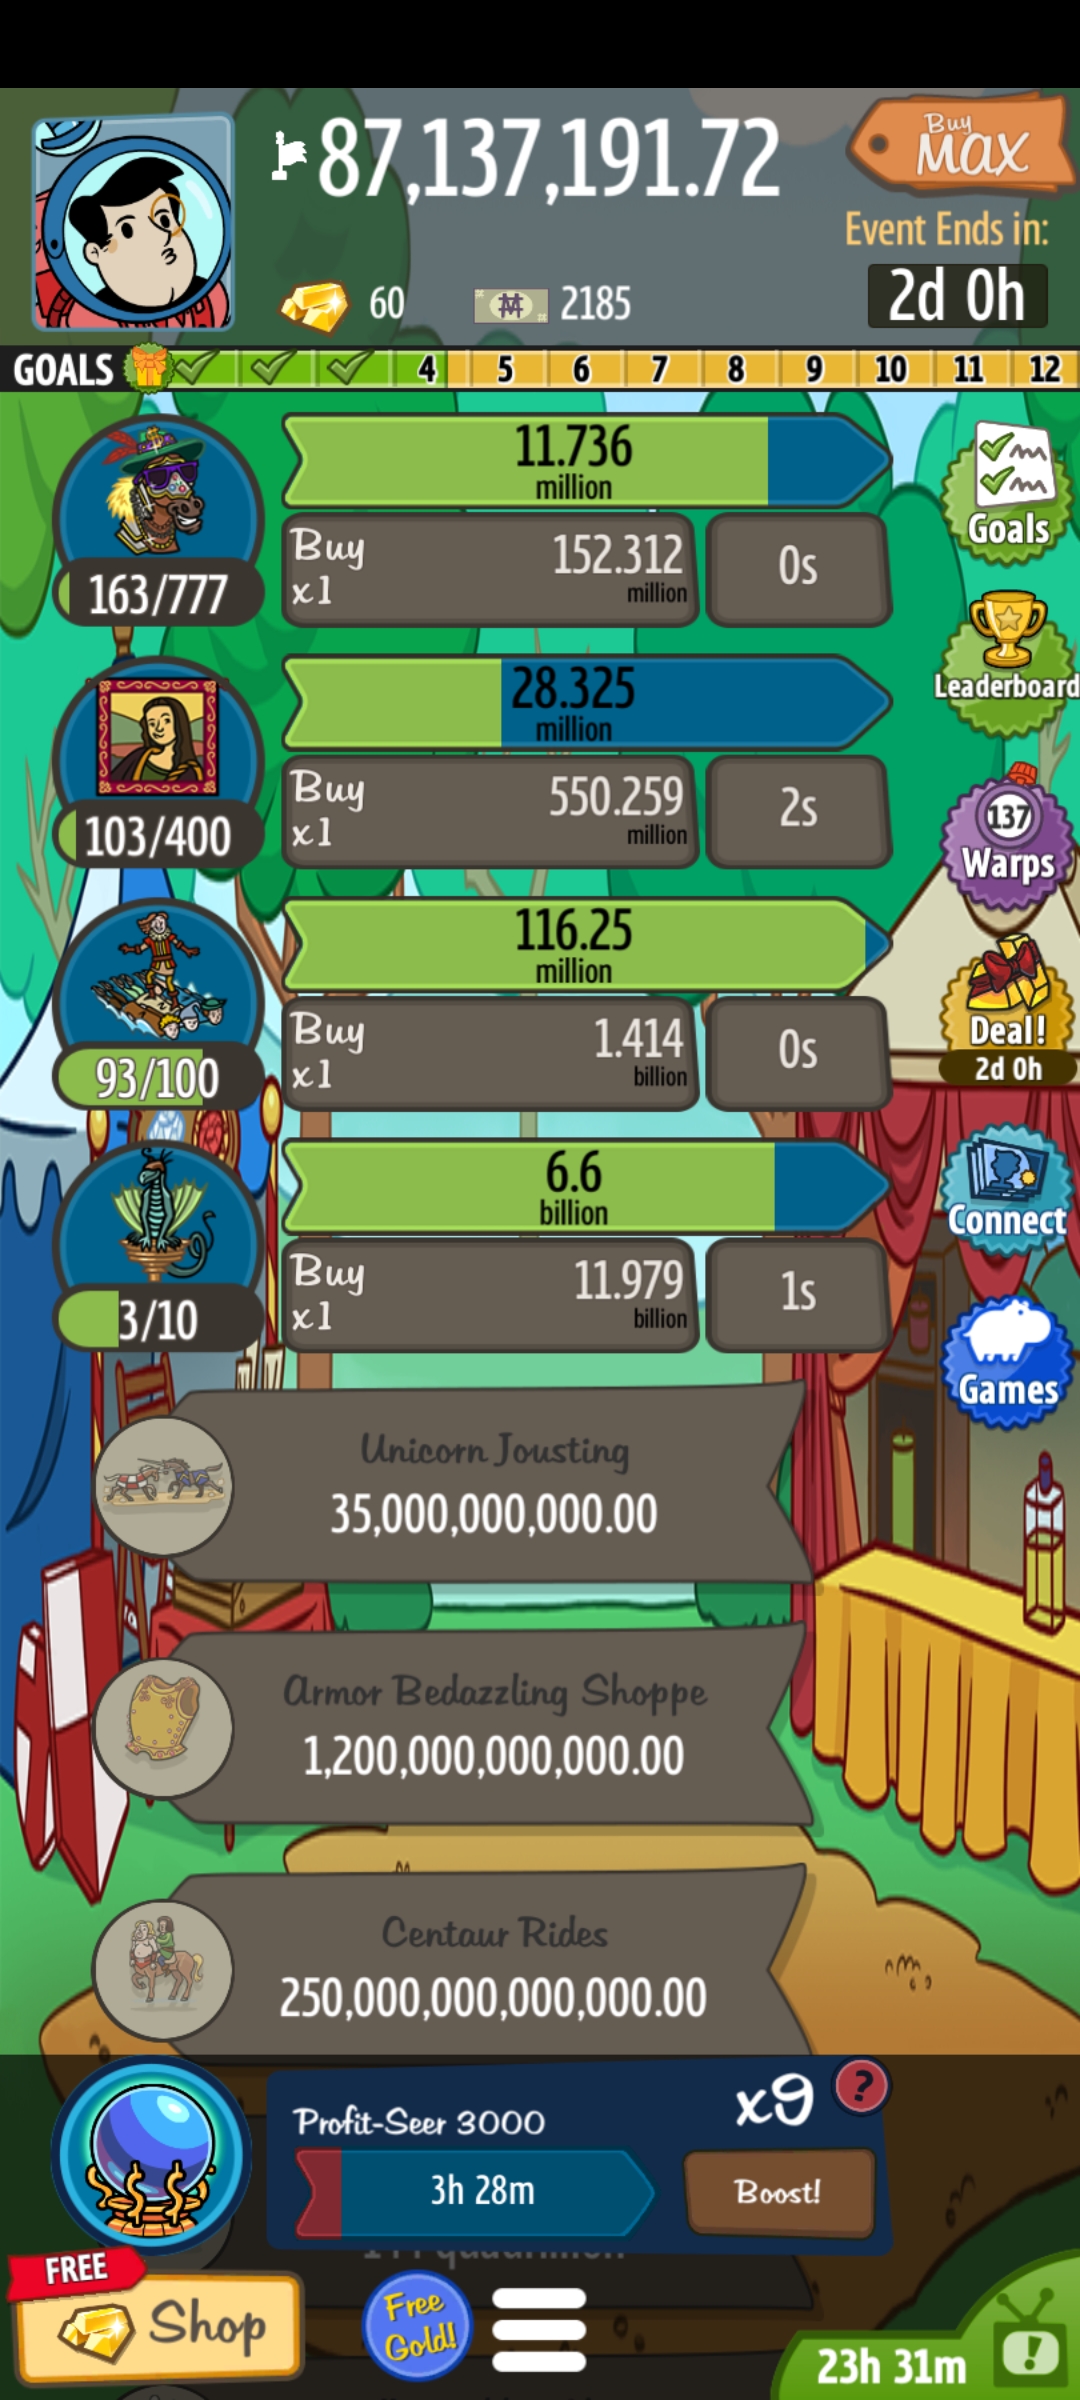 87,137,191.72
Buy
MAX
Event Ends in:
2d 0h
60
2185
GOALS 4 5 6 7 8 9 10 11 12
11.736
million
Buy
x1
152.312
million
0s
163/777
Goals
Leaderboard
28.325
million
Buy
x1
550.259
million
2s
103/400
137
Warps
116.25
million
Buy
x1
1.414
billion
0s
93/100
Deal!
2d 0h
6.6
billion
Buy
x1
11.979
billion
1s
3/10
Connect
Games
Unicorn Jousting
35,000,000,000.00
Armor Bedazzling Shoppe
1,200,000,000,000.00
Centaur Rides
250,000,000,000,000.00
Profit-Seer 3000
x9
?
3h 28m
Boost!
FREE
Shop
Free
Gold!
23h 31m
!